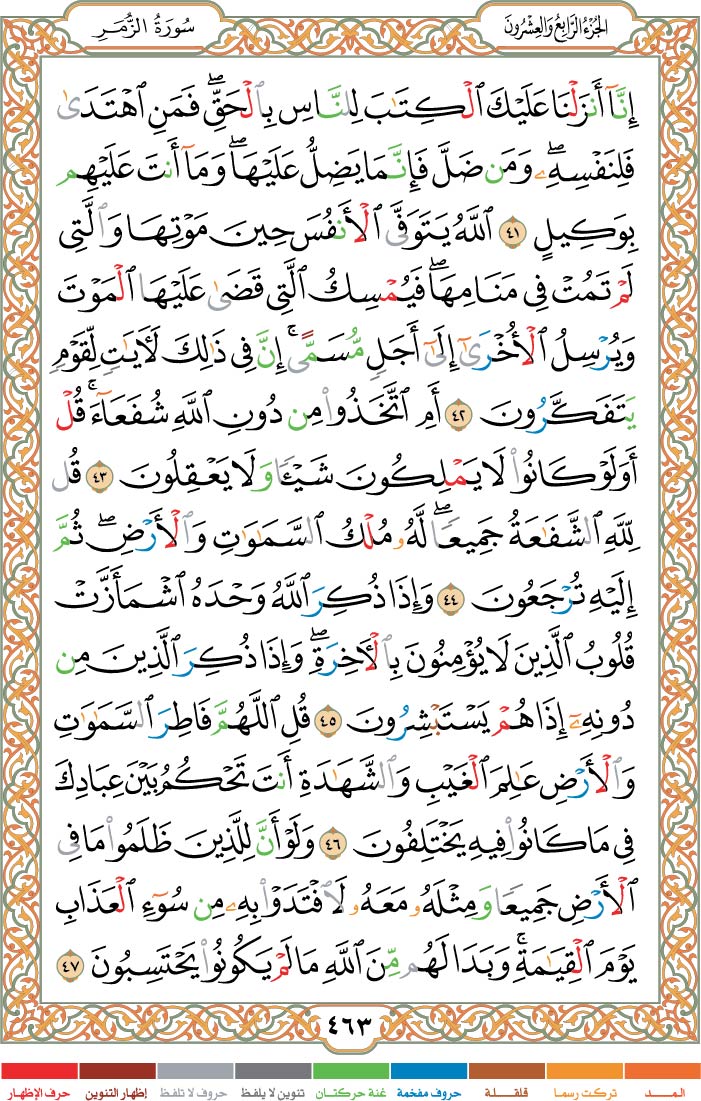 الجُزْءُ الرَّابِعُ وَالعِشْرُونَ
سُورَةُ الزُّمَرِ
إِنَّآ أَنزَلْنَا عَلَيْكَ ٱلْكِتَٰبَ لِلنَّاسِ بِٱلْحَقِّۖ فَمَنِ ٱهْتَدَىٰ
فَلِنَفْسِهِۦۖ وَمَن ضَلَّ فَإِنَّمَا يَضِلُّ عَلَيْهَاۖ وَمَآ أَنتَ عَلَيْهِم
بِوَكِيلٍ ٤١ ٱللَّهُ يَتَوَفَّى ٱلْأَنفُسَ حِينَ مَوْتِهَا وَٱلَّتِى
لَمْ تَمُتْ فِى مَنَامِهَاۖ فَيُمْسِكُ ٱلَّتِى قَضَىٰ عَلَيْهَا ٱلْمَوْتَ
وَيُرْسِلُ ٱلْأُخْرَىٰٓ إِلَىٰٓ أَجَلٍ مُّسَمًّىۚ إِنَّ فِى ذَٰلِكَ لَءَايَٰتٍ لِّقَوْمٍ
يَتَفَكَّرُونَ ٤٢ أَمِ ٱتَّخَذُوا۟ مِن دُونِ ٱللَّهِ شُفَعَآءَۚ قُلْ
أَوَلَوْ كَانُوا۟ لَا يَمْلِكُونَ شَيْـًٔا وَلَا يَعْقِلُونَ ٤٣ قُل
لِّلَّهِ ٱلشَّفَٰعَةُ جَمِيعًاۖ لَّهُۥ مُلْكُ ٱلسَّمَٰوَٰتِ وَٱلْأَرْضِۖ ثُمَّ
إِلَيْهِ تُرْجَعُونَ ٤٤ وَإِذَا ذُكِرَ ٱللَّهُ وَحْدَهُ ٱشْمَأَزَّتْ
قُلُوبُ ٱلَّذِينَ لَا يُؤْمِنُونَ بِٱلْءَاخِرَةِۖ وَإِذَا ذُكِرَ ٱلَّذِينَ مِن
دُونِهِۦٓ إِذَا هُمْ يَسْتَبْشِرُونَ ٤٥ قُلِ ٱللَّهُمَّ فَاطِرَ ٱلسَّمَٰوَٰتِ
وَٱلْأَرْضِ عَٰلِمَ ٱلْغَيْبِ وَٱلشَّهَٰدَةِ أَنتَ تَحْكُمُ بَيْنَ عِبَادِكَ
فِى مَا كَانُوا۟ فِيهِ يَخْتَلِفُونَ ٤٦ وَلَوْ أَنَّ لِلَّذِينَ ظَلَمُوا۟ مَا فِى
ٱلْأَرْضِ جَمِيعًا وَمِثْلَهُۥ مَعَهُۥ لَٱفْتَدَوْا۟ بِهِۦ مِن سُوٓءِ ٱلْعَذَابِ
يَوْمَ ٱلْقِيَٰمَةِۚ وَبَدَا لَهُم مِّنَ ٱللَّهِ مَا لَمْ يَكُونُوا۟ يَحْتَسِبُونَ ٤٧
٤٦٣
المـد تركت رسما قلقلة حروف مفخمة غنة حركتان تنوين لا يلفظ حروف لا تلفظ إظهار التنوين حرف الإظهار